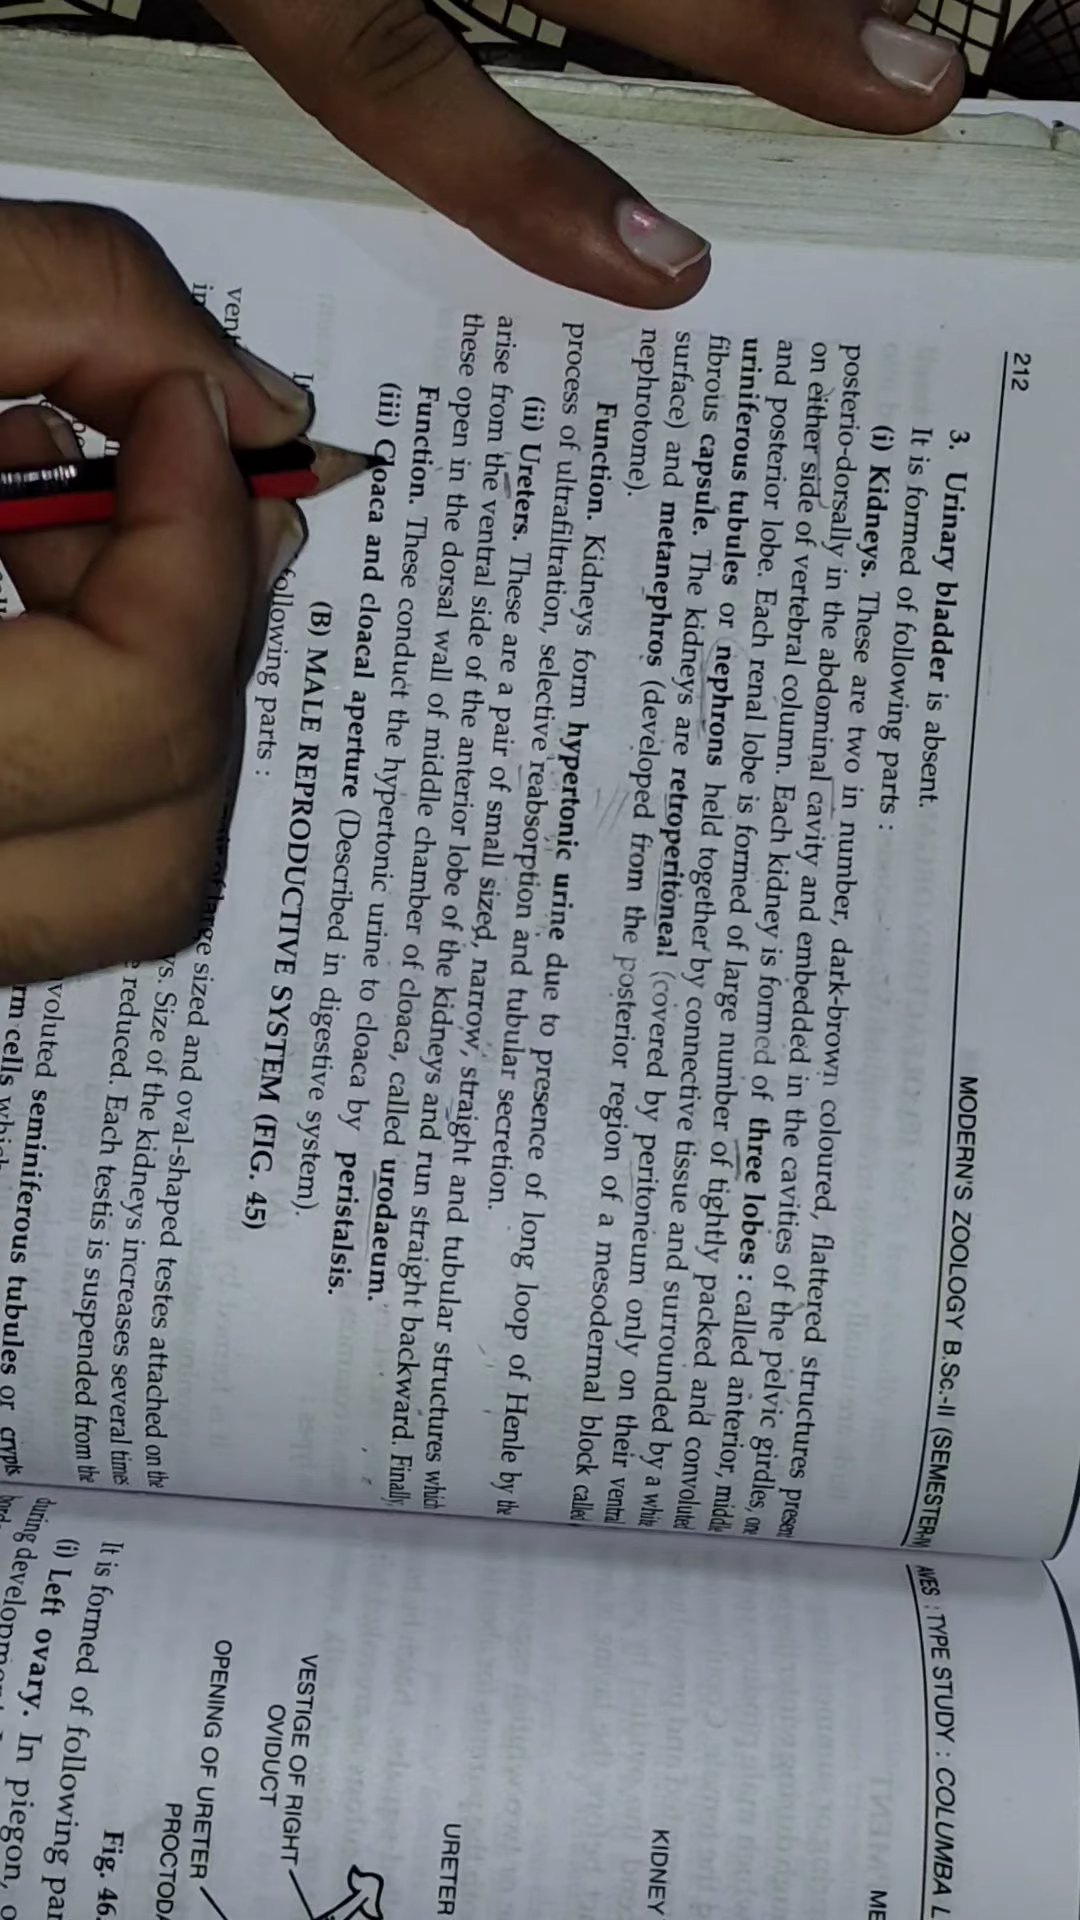 212
MODERN'S ZOOLOGY B.Sc.-II (SEMESTER-IV
3. Urinary bladder is absent.
It is formed of following parts :
(i) Kidneys. These are two in number, dark-brown coloured, flattered structures present
posterio-dorsally in the abdominal cavity and embedded in the cavities of the pelvic girdles, one
on either side of vertebral column. Each kidney is formed of three lobes : called anterior, middle
and posterior lobe. Each renal lobe is formed of large number of tightly packed and convoluted
uriniferous tubules or nephrons held together by connective tissue and surrounded by a white
fibrous capsule. The kidneys are retroperitoneal (covered by peritoneum only on their ventral
surface) and metanephros (developed from the posterior region of a mesodermal block called
nephrotome).
Function. Kidneys form hypertonic urine due to presence of long loop of Henle by the
process of ultrafiltration, selective reabsorption and tubular secretion.
(ii) Ureters. These are a pair of small sized, narrow, straight and tubular structures which
arise from the ventral side of the anterior lobe of the kidneys and run straight backward. Finally
these open in the dorsal wall of middle chamber of cloaca, called urodaeum.
Function. These conduct the hypertonic urine to cloaca by peristalsis.
(iii) Cloaca and cloacal aperture (Described in digestive system).
(B) MALE REPRODUCTIVE SYSTEM (FIG. 45)
following parts :
large sized and oval-shaped testes attached on the
Size of the kidneys increases several times
reduced. Each testis is suspended from the
seminiferous tubules or crypts
cells
AVES : TYPE STUDY : COLUMBA L
KIDNEY
URETER
VESTIGE OF RIGHT
OVIDUCT
OPENING OF URETER
Fig. 46.
It is formed of following
(i) Left ovary. In piegon,
during